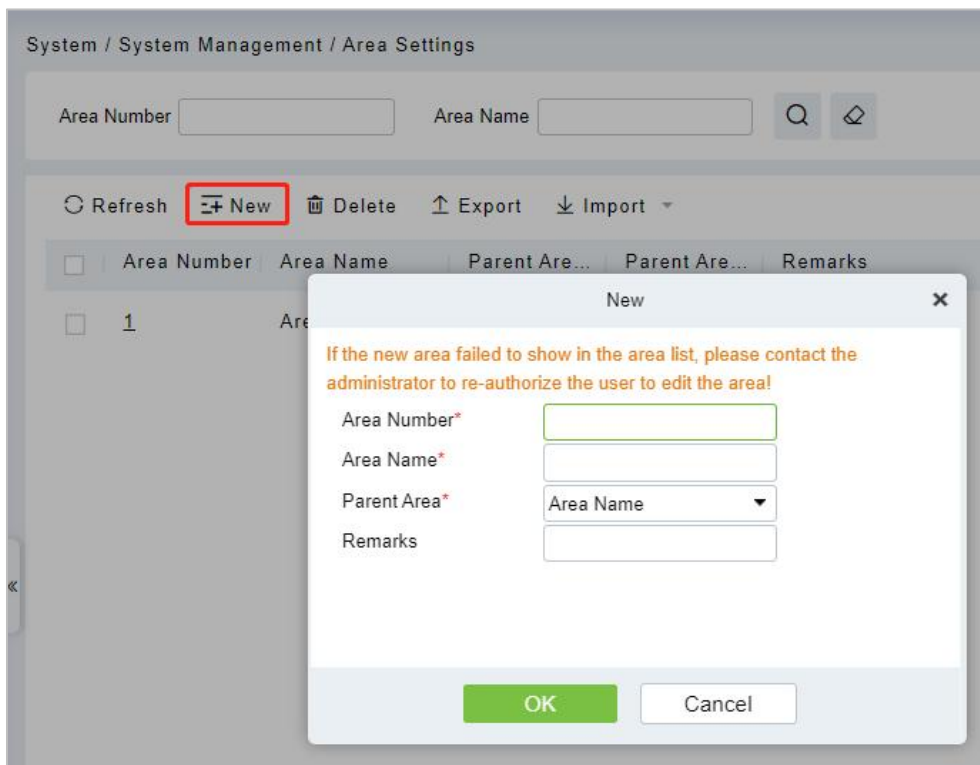 System / System Management / Area Settings
Area Number Area Name
Refresh New Delete Export Import
Area Number Area Name Parent Are... Parent Are... Remarks
1 Are
New
If the new area failed to show in the area list, please contact the
administrator to re-authorize the user to edit the area!
Area Number*
Area Name*
Parent Area* Area Name
Remarks
OK Cancel